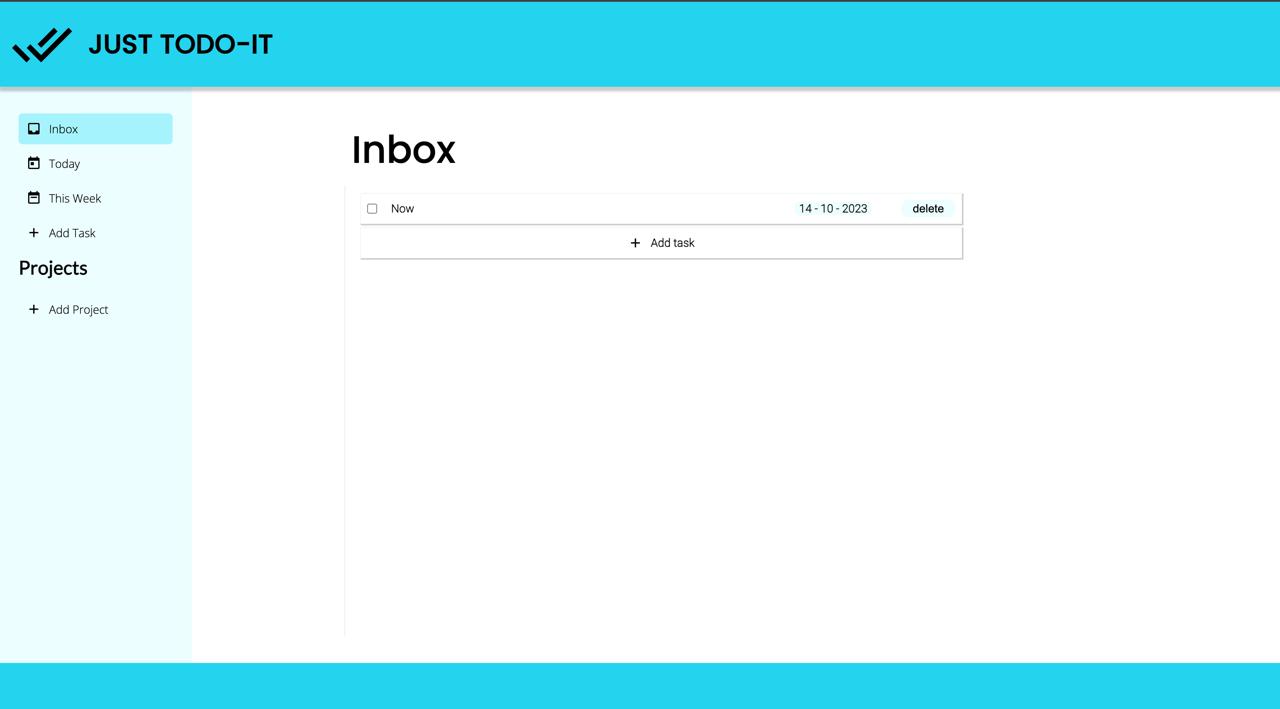 JUST TODO-IT
Inbox
Today
This Week
Add Task
Projects
Add Project
Inbox
Now 14 - 10 - 2023 delete
Add task